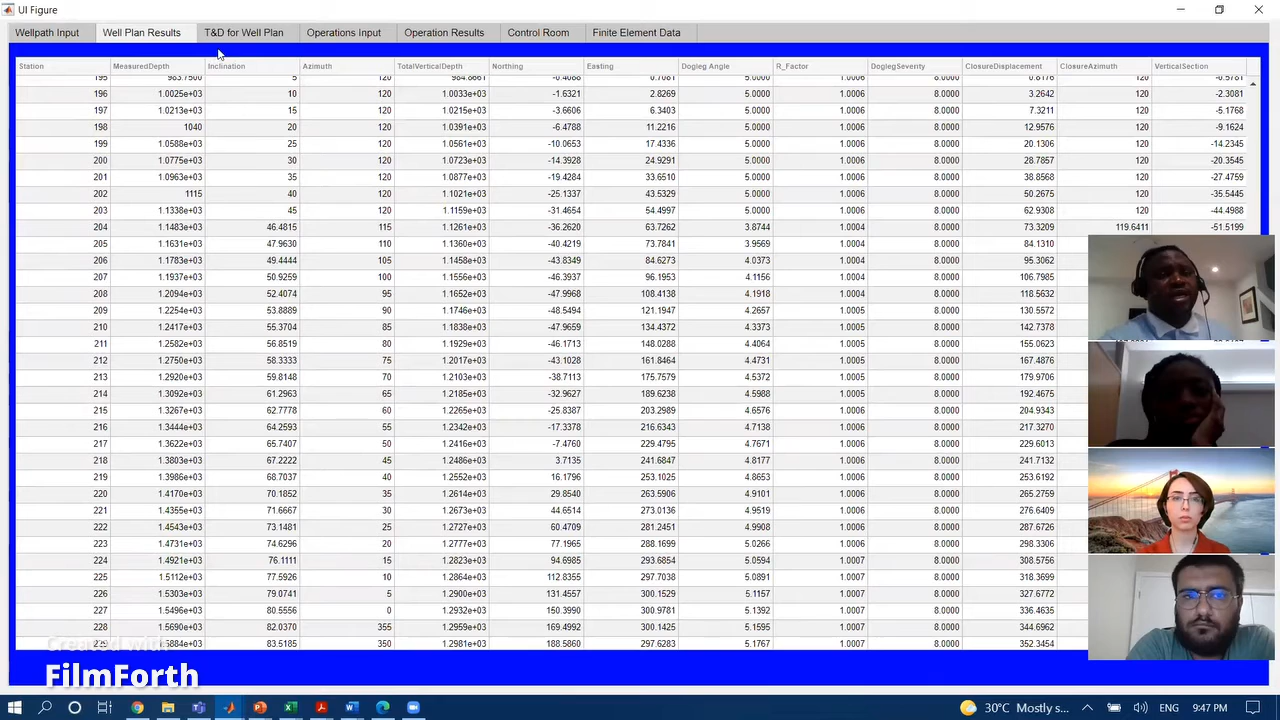 UI Figure
Wellpath Input Well Plan Results T&D for Well Plan Operations Input Operation Results Control Room Finite Element Data
Station MeasuredDepth Inclination Azimuth TotalVerticalDepth Northing Easting Dogleg Angle R_Factor DoglegSeverity ClosureDisplacement ClosureAzimuth VerticalSection
195 983.7500 5 120 984.8661 -0.4088 0.7081 5.0000 1.0006 8.0000 0.8176 120 -0.5781
196 1.0025e+03 10 120 1.0033e+03 -1.6321 2.8269 5.0000 1.0006 8.0000 3.2642 120 -2.3081
197 1.0213e+03 15 120 1.0215e+03 -3.6606 6.3403 5.0000 1.0006 8.0000 7.3211 120 -5.1768
198 1040 20 120 1.0391e+03 -6.4788 11.2216 5.0000 1.0006 8.0000 12.9576 120 -9.1624
199 1.0588e+03 25 120 1.0561e+03 -10.0653 17.4336 5.0000 1.0006 8.0000 20.1306 120 -14.2345
200 1.0775e+03 30 120 1.0723e+03 -14.3928 24.9291 5.0000 1.0006 8.0000 28.7857 120 -20.3545
201 1.0963e+03 35 120 1.0877e+03 -19.4284 33.6510 5.0000 1.0006 8.0000 38.8568 120 -27.4759
202 1115 40 120 1.1021e+03 -25.1337 43.5329 5.0000 1.0006 8.0000 50.2675 120 -35.5445
203 1.1338e+03 45 120 1.1159e+03 -31.4654 54.4997 5.0000 1.0006 8.0000 62.9308 120 -44.4988
204 1.1483e+03 46.4815 115 1.1261e+03 -36.2620 63.7262 3.8744 1.0004 8.0000 73.3209 119.6411 -51.5199
205 1.1631e+03 47.9630 110 1.1360e+03 -40.4219 73.7841 3.9569 1.0004 8.0000 84.1310
206 1.1783e+03 49.4444 105 1.1458e+03 -43.8349 84.6273 4.0373 1.0004 8.0000 95.3062
207 1.1937e+03 50.9259 100 1.1556e+03 -46.3937 96.1953 4.1156 1.0004 8.0000 106.7985
208 1.2094e+03 52.4074 95 1.1652e+03 -47.9968 108.4138 4.1918 1.0004 8.0000 118.5632
209 1.2254e+03 53.8889 90 1.1746e+03 -48.5494 121.1947 4.2657 1.0005 8.0000 130.5572
210 1.2417e+03 55.3704 85 1.1838e+03 -47.9659 134.4372 4.3373 1.0005 8.0000 142.7378
211 1.2582e+03 56.8519 80 1.1929e+03 -46.1713 148.0288 4.4064 1.0005 8.0000 155.0623
212 1.2750e+03 58.3333 75 1.2017e+03 -43.1028 161.8464 4.4731 1.0005 8.0000 167.4876
213 1.2920e+03 59.8148 70 1.2103e+03 -38.7113 175.7579 4.5372 1.0005 8.0000 179.9706
214 1.3092e+03 61.2963 65 1.2185e+03 -32.9627 189.6238 4.5988 1.0005 8.0000 192.4675
215 1.3267e+03 62.7778 60 1.2265e+03 -25.8387 203.2989 4.6576 1.0006 8.0000 204.9343
216 1.3444e+03 64.2593 55 1.2342e+03 -17.3378 216.6343 4.7138 1.0006 8.0000 217.3270
217 1.3622e+03 65.7407 50 1.2416e+03 -7.4760 229.4795 4.7671 1.0006 8.0000 229.6013
218 1.3803e+03 67.2222 45 1.2486e+03 3.7135 241.6847 4.8177 1.0006 8.0000 241.7132
219 1.3986e+03 68.7037 40 1.2552e+03 16.1796 253.1025 4.8653 1.0006 8.0000 253.6192
220 1.4170e+03 70.1852 35 1.2614e+03 29.8540 263.5906 4.9101 1.0006 8.0000 265.2759
221 1.4355e+03 71.6667 30 1.2673e+03 44.6514 273.0136 4.9519 1.0006 8.0000 276.6409
222 1.4543e+03 73.1481 25 1.2727e+03 60.4709 281.2451 4.9908 1.0006 8.0000 287.6726
223 1.4731e+03 74.6296 20 1.2777e+03 77.1965 288.1699 5.0266 1.0006 8.0000 298.3306
224 1.4921e+03 76.1111 15 1.2823e+03 94.6985 293.6854 5.0594 1.0007 8.0000 308.5756
225 1.5112e+03 77.5926 10 1.2864e+03 112.8355 297.7038 5.0891 1.0007 8.0000 318.3699
226 1.5303e+03 79.0741 5 1.2900e+03 131.4557 300.1529 5.1157 1.0007 8.0000 327.6772
227 1.5496e+03 80.5556 0 1.2932e+03 150.3990 300.9781 5.1392 1.0007 8.0000 336.4635
228 1.5690e+03 82.0370 355 1.2959e+03 169.4992 300.1425 5.1595 1.0007 8.0000 344.6962
1.5884e+03 83.5185 350 1.2981e+03 188.5860 297.6283 5.1767 1.0007 8.0000 352.3454
Created with
FilmForth
30°C Mostly s... ENG 9:47 PM